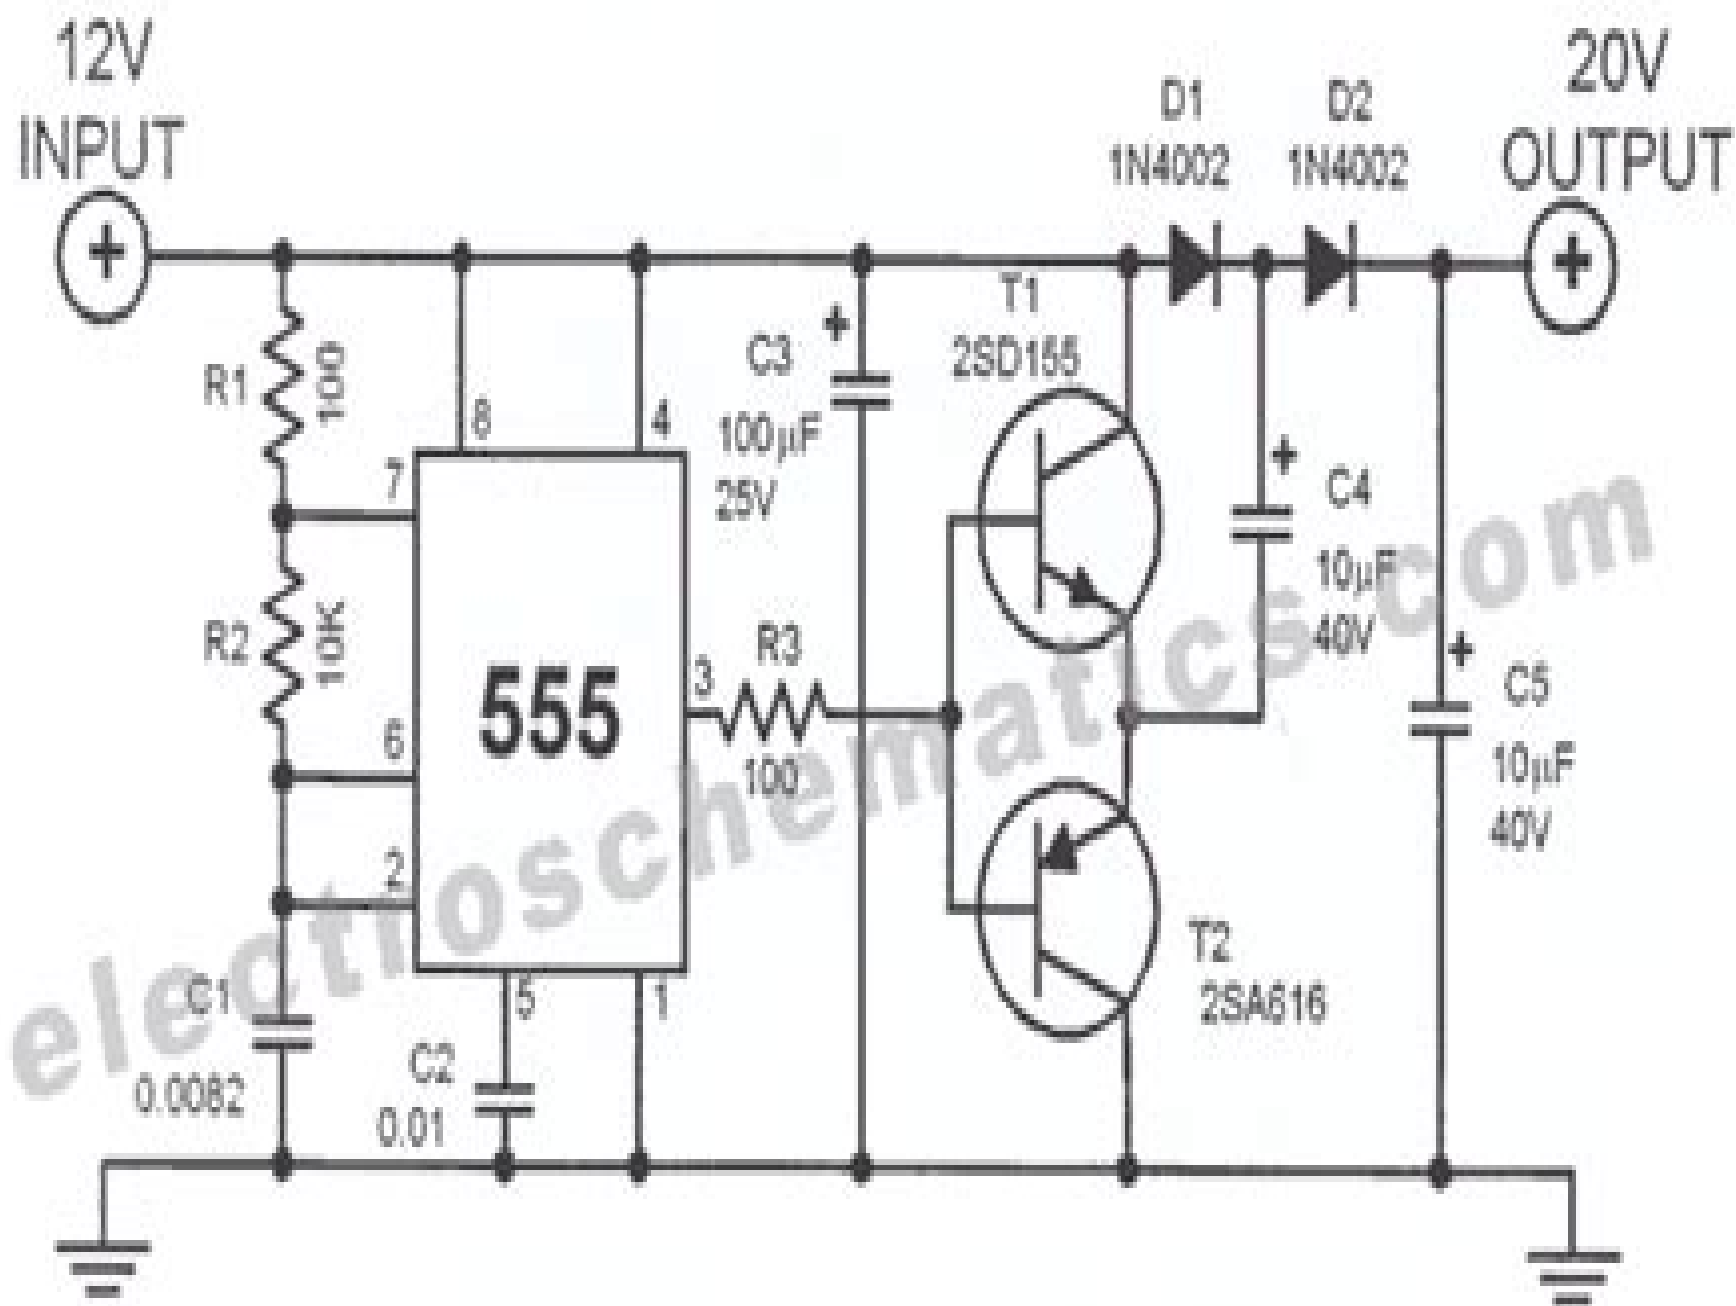 12V
INPUT
+
20V
OUTPUT
+
D1
1N4002
D2
1N4002
R1
100
8
4
7
C3
+
100µF
25V
T1
2SD155
C4
+
10µF
40V
R2
10K
6
555
3
R3
100
2
C5
+
10µF
40V
T2
2SA616
C1
0.0082
5
1
C2
0.01
electroschematics.com